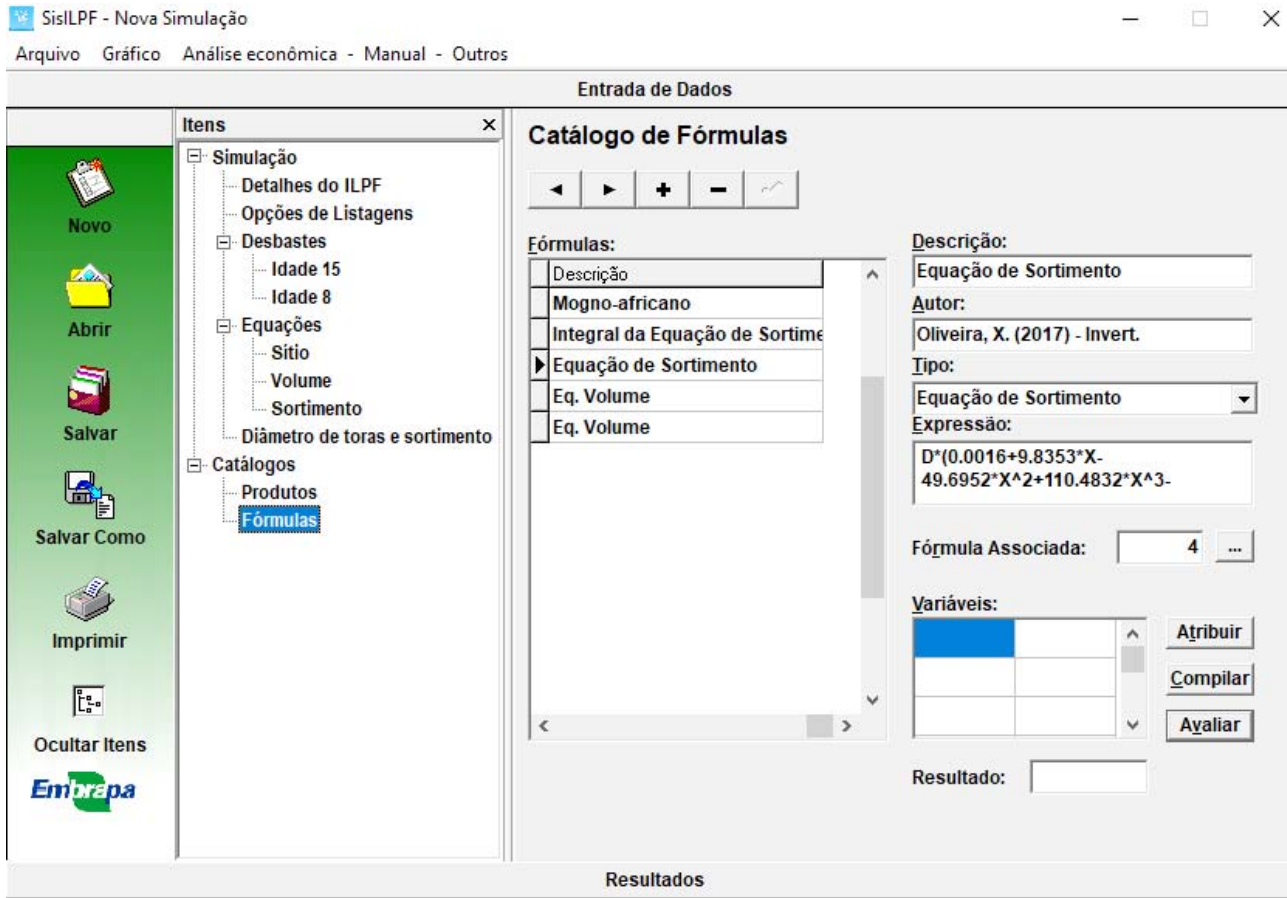 SisILPF - Nova Simulação
Arquivo Gráfico Análise econômica - Manual - Outros
Entrada de Dados
Novo
Abrir
Salvar
Salvar Como
Imprimir
Ocultar Itens
Embrapa
Itens
Simulação
Detalhes do ILPF
Opções de Listagens
Desbastes
Idade 15
Idade 8
Equações
Sitio
Volume
Sortimento
Diâmetro de toras e sortimento
Catálogos
Produtos
Fórmulas
Catálogo de Fórmulas
Fórmulas:
Descrição
Mogno-africano
Integral da Equação de Sortime
Equação de Sortimento
Eq. Volume
Eq. Volume
Descrição:
Equação de Sortimento
Autor:
Oliveira, X. (2017) - Invert.
Tipo:
Equação de Sortimento
Expressão:
D*(0.0016+9.8353*X-
49.6952*X^2+110.4832*X^3-
Fórmula Associada: 4 ...
Variáveis:
Atribuir
Compilar
Avaliar
Resultado:
Resultados